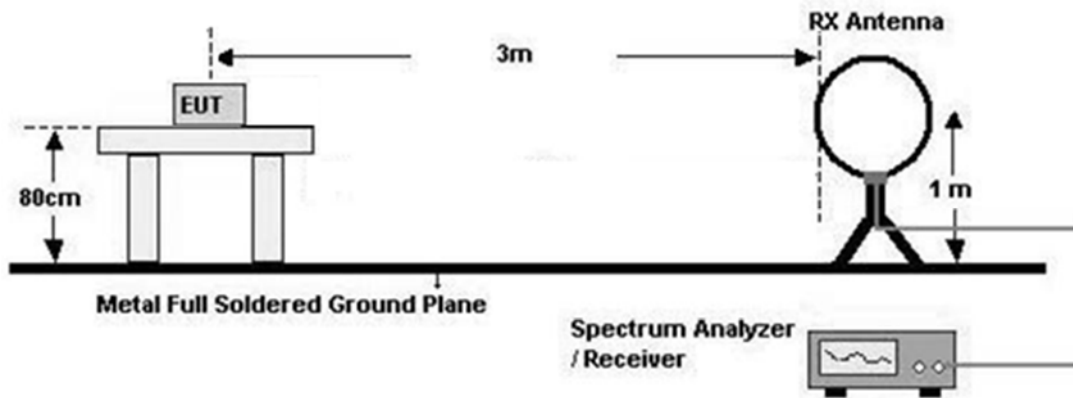 RX Antenna
3m
EUT
80cm
1 m
Metal Full Soldered Ground Plane
Spectrum Analyzer
/ Receiver